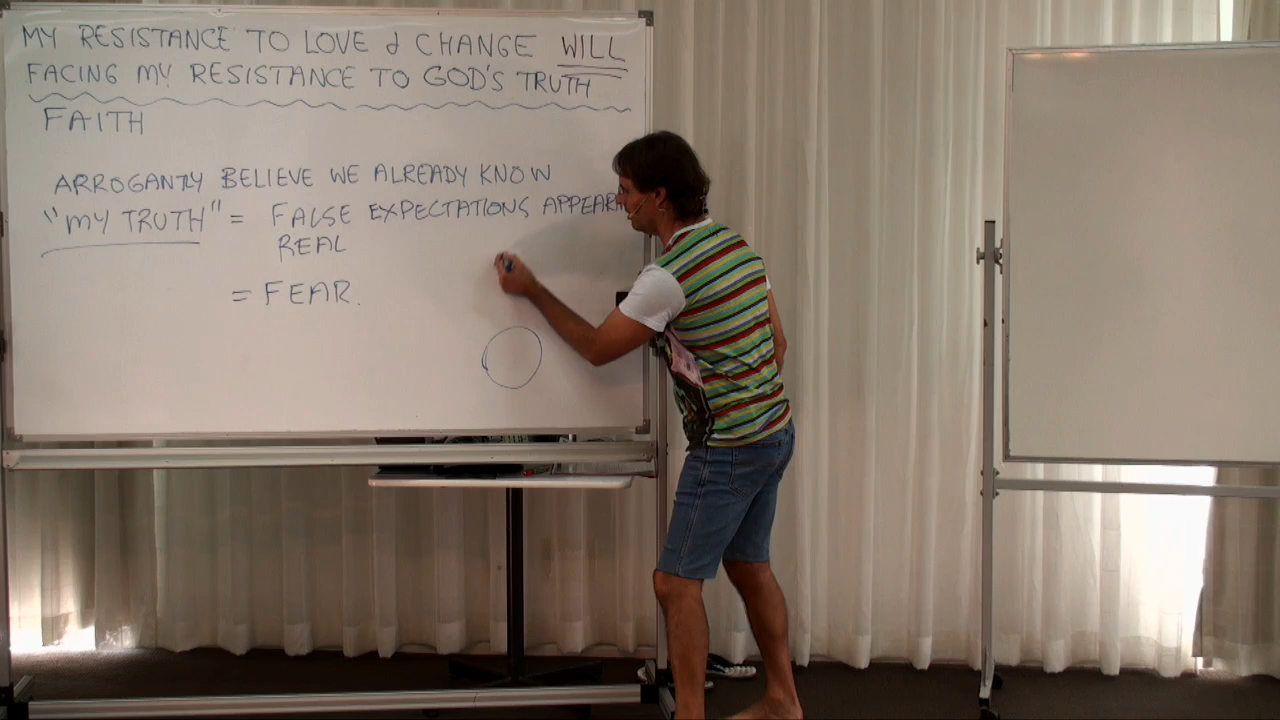 MY RESISTANCE TO LOVE & CHANGE WILL
FACING MY RESISTANCE TO GOD'S TRUTH
FAITH
ARROGANTLY BELIEVE WE ALREADY KNOW
"MY TRUTH" = FALSE EXPECTATIONS APPEAR
REAL
= FEAR.